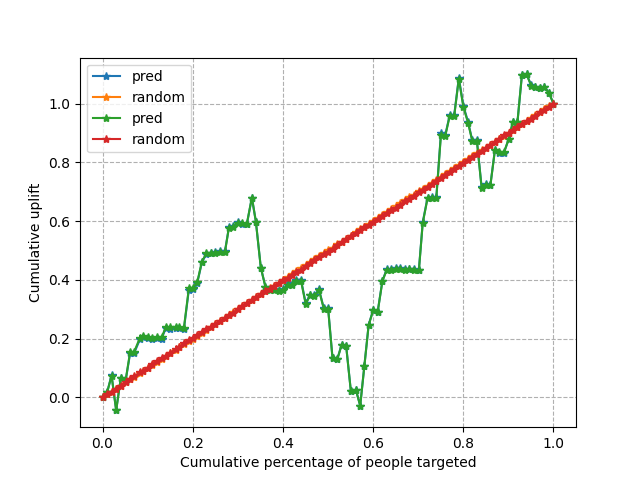 pred
random
pred
random
1.0
0.8
0.6
0.4
0.2
0.0
Cumulative uplift
0.0 0.2 0.4 0.6 0.8 1.0
Cumulative percentage of people targeted